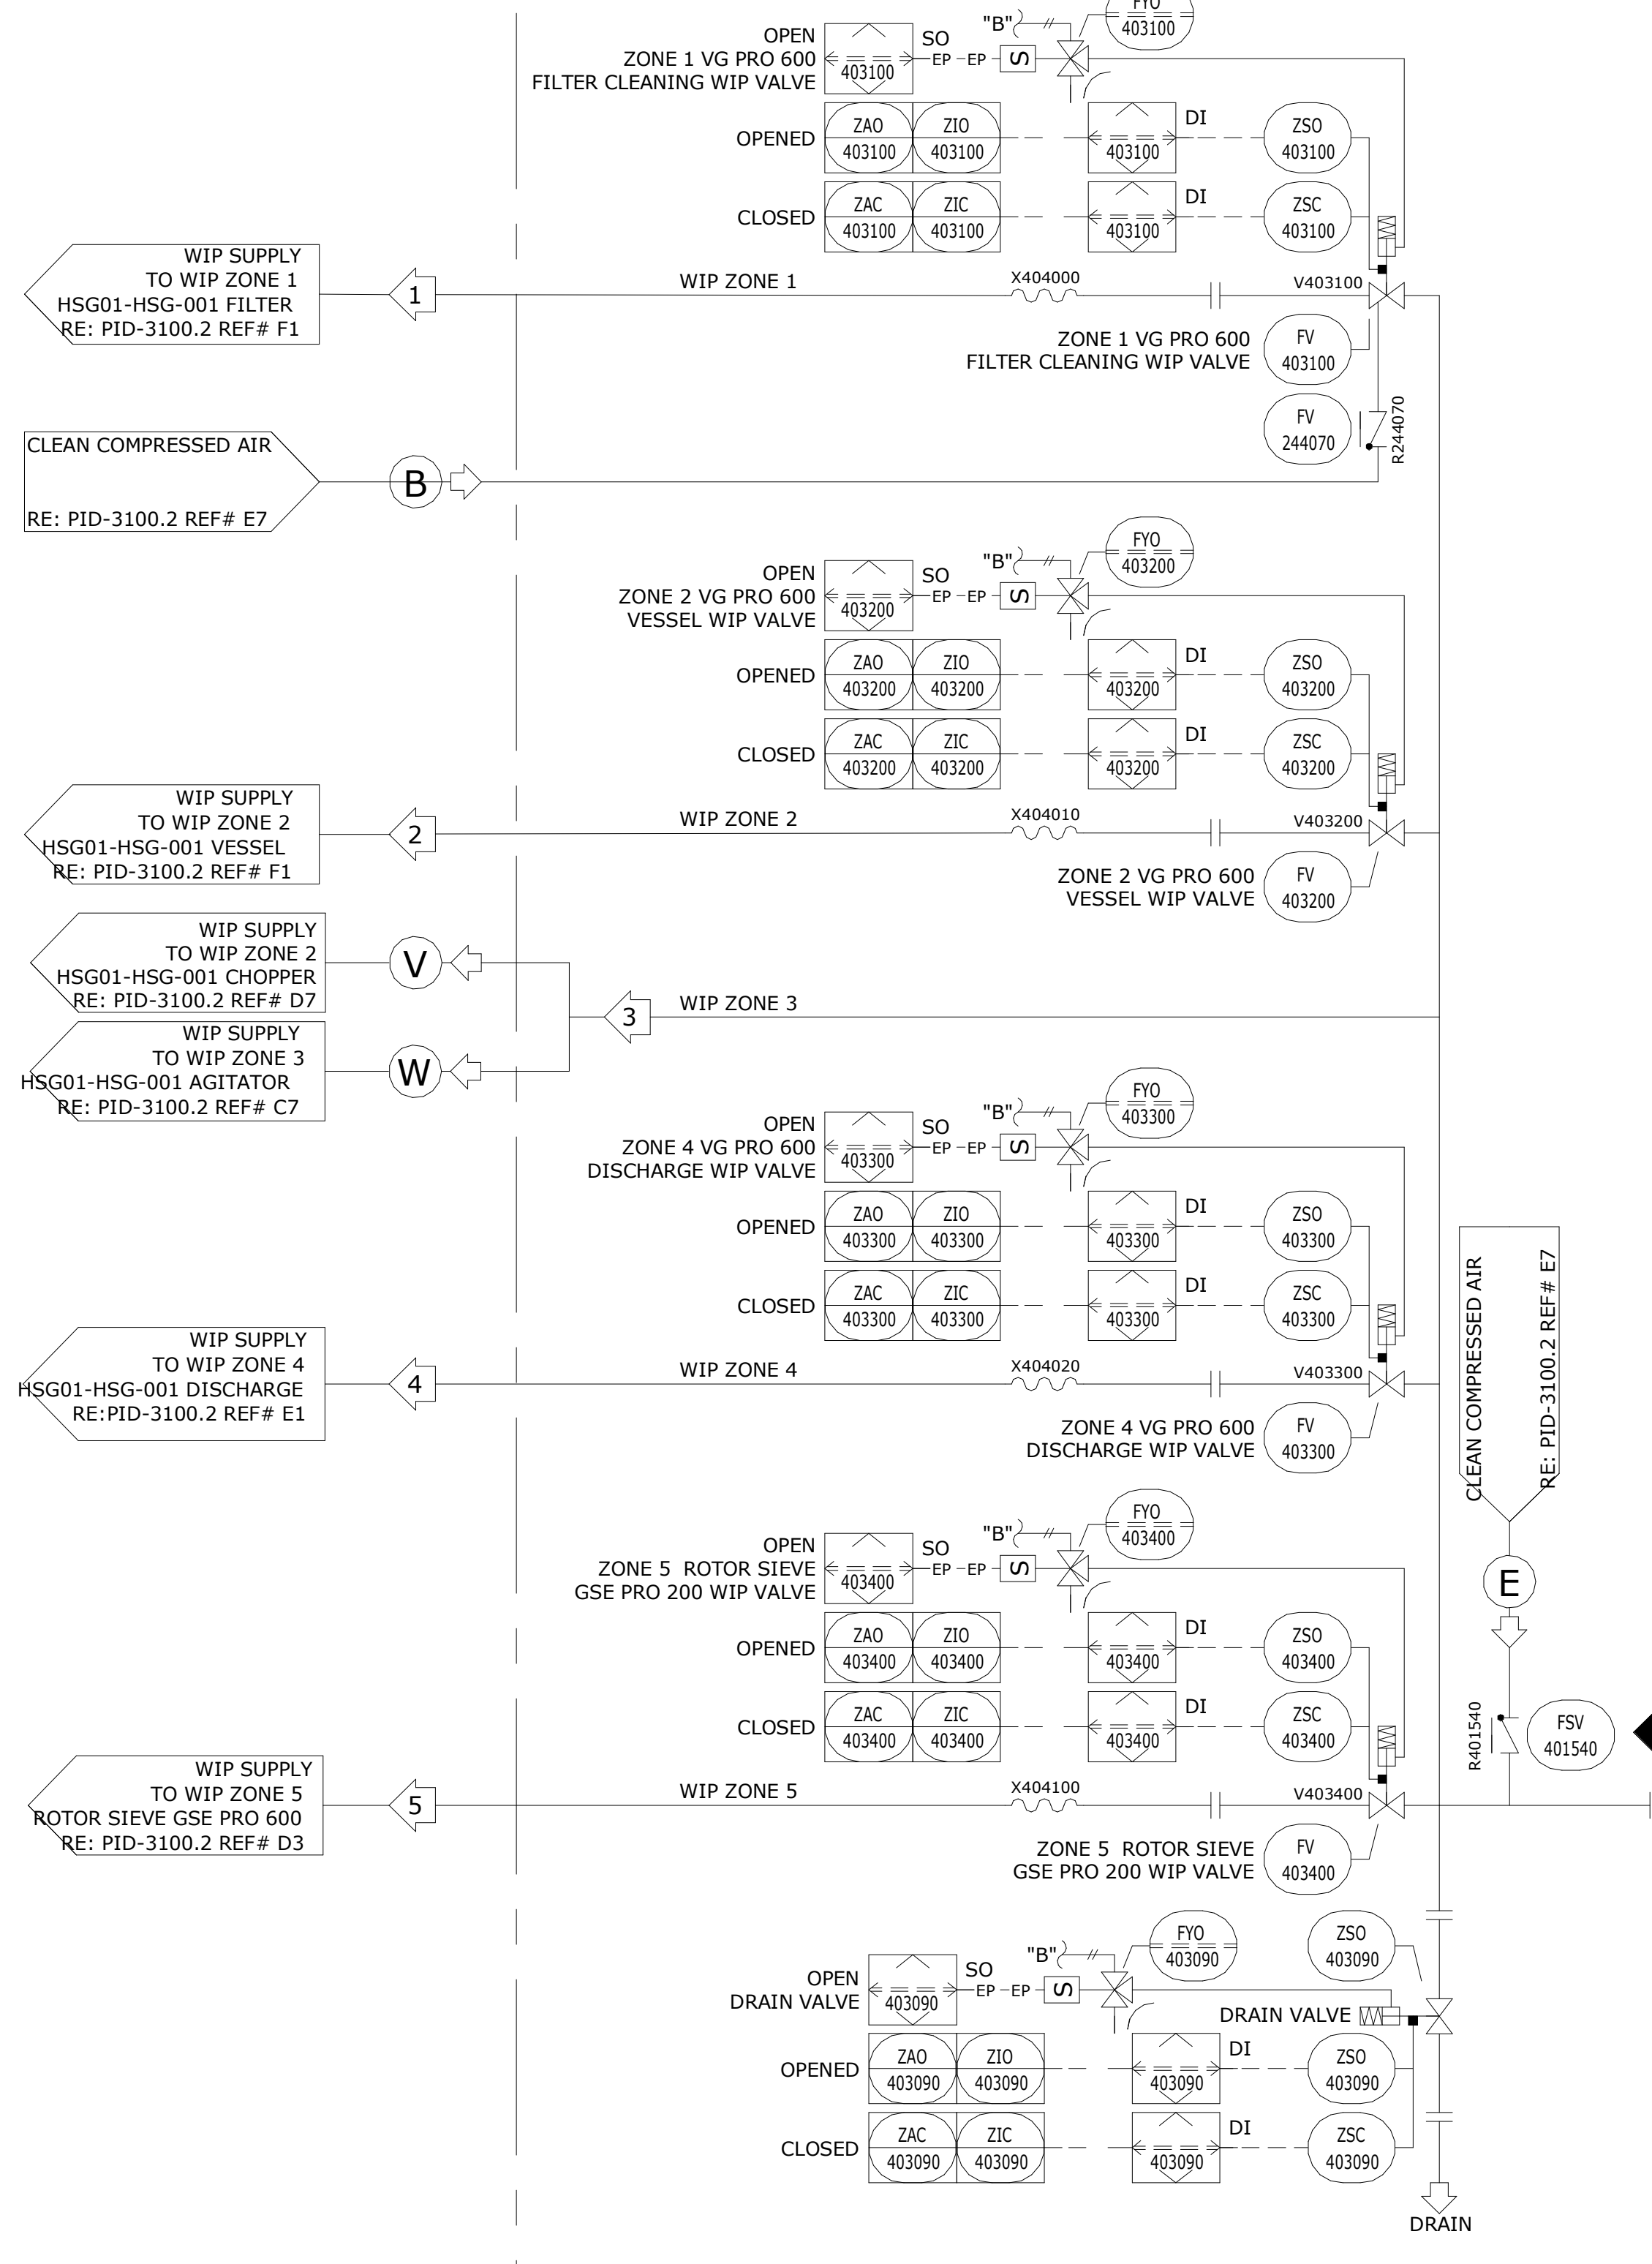 FYO
403100
"B"
OPEN
ZONE 1 VG PRO 600
FILTER CLEANING WIP VALVE
403100
SO
EP
EP
S
OPENED
ZAO
403100
ZIO
403100
403100
DI
ZSO
403100
CLOSED
ZAC
403100
ZIC
403100
403100
DI
ZSC
403100
WIP SUPPLY
TO WIP ZONE 1
HSG01-HSG-001 FILTER
RE: PID-3100.2 REF# F1
1
WIP ZONE 1
X404000
V403100
ZONE 1 VG PRO 600
FILTER CLEANING WIP VALVE
FV
403100
FV
244070
R244070
CLEAN COMPRESSED AIR
RE: PID-3100.2 REF# E7
B
FYO
403200
"B"
OPEN
ZONE 2 VG PRO 600
VESSEL WIP VALVE
403200
SO
EP
EP
S
OPENED
ZAO
403200
ZIO
403200
403200
DI
ZSO
403200
CLOSED
ZAC
403200
ZIC
403200
403200
DI
ZSC
403200
WIP SUPPLY
TO WIP ZONE 2
HSG01-HSG-001 VESSEL
RE: PID-3100.2 REF# F1
2
WIP ZONE 2
X404010
V403200
ZONE 2 VG PRO 600
VESSEL WIP VALVE
FV
403200
WIP SUPPLY
TO WIP ZONE 2
HSG01-HSG-001 CHOPPER
RE: PID-3100.2 REF# D7
V
3
WIP ZONE 3
WIP SUPPLY
TO WIP ZONE 3
HSG01-HSG-001 AGITATOR
RE: PID-3100.2 REF# C7
W
FYO
403300
"B"
OPEN
ZONE 4 VG PRO 600
DISCHARGE WIP VALVE
403300
SO
EP
EP
S
OPENED
ZAO
403300
ZIO
403300
403300
DI
ZSO
403300
CLOSED
ZAC
403300
ZIC
403300
403300
DI
ZSC
403300
CLEAN COMPRESSED AIR
RE: PID-3100.2 REF# E7
WIP SUPPLY
TO WIP ZONE 4
HSG01-HSG-001 DISCHARGE
RE:PID-3100.2 REF# E1
4
WIP ZONE 4
X404020
V403300
ZONE 4 VG PRO 600
DISCHARGE WIP VALVE
FV
403300
FYO
403400
"B"
OPEN
ZONE 5 ROTOR SIEVE
GSE PRO 200 WIP VALVE
403400
SO
EP
EP
S
E
OPENED
ZAO
403400
ZIO
403400
403400
DI
ZSO
403400
CLOSED
ZAC
403400
ZIC
403400
403400
DI
ZSC
403400
R401540
FSV
401540
WIP SUPPLY
TO WIP ZONE 5
ROTOR SIEVE GSE PRO 600
RE: PID-3100.2 REF# D3
5
WIP ZONE 5
X404100
V403400
ZONE 5 ROTOR SIEVE
GSE PRO 200 WIP VALVE
FV
403400
FYO
403090
ZSO
403090
"B"
OPEN
DRAIN VALVE
403090
SO
EP
EP
S
DRAIN VALVE
OPENED
ZAO
403090
ZIO
403090
403090
DI
ZSO
403090
CLOSED
ZAC
403090
ZIC
403090
403090
DI
ZSC
403090
DRAIN